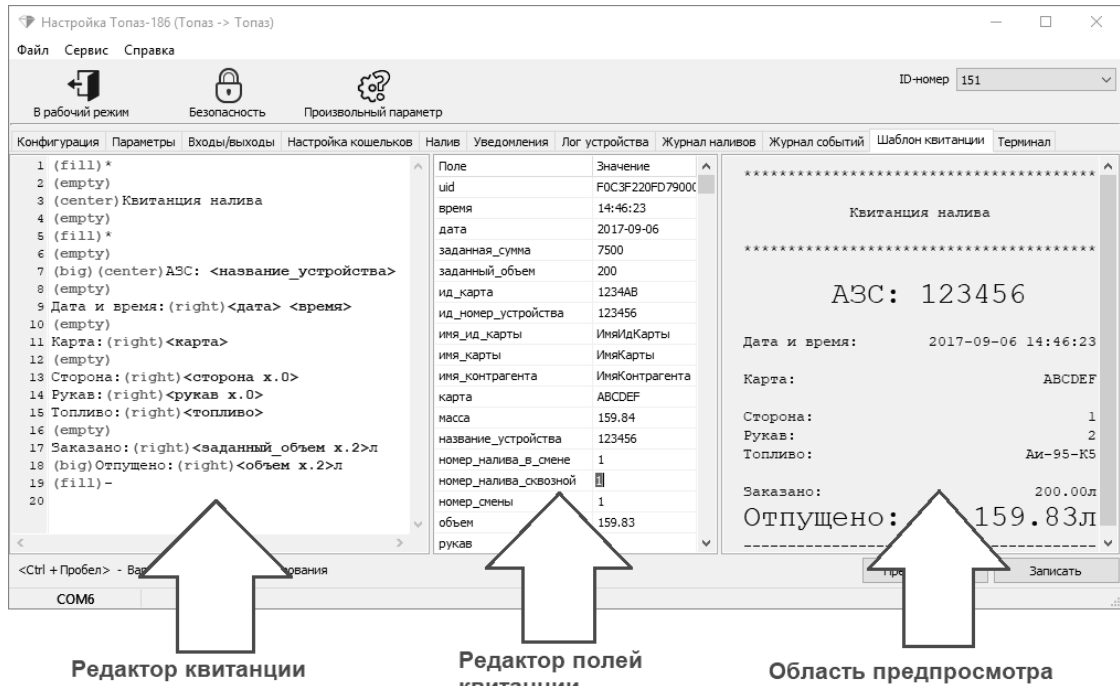 Настройка Топаз-186 (Топаз -> Топаз)
Файл Сервис Справка
ID-номер 151
В рабочий режим Безопасность Произвольный параметр
Конфигурация Параметры Входы/выходы Настройка кошельков Налив Уведомления Лог устройства Журнал наливов Журнал событий Шаблон квитанции Терминал
1 (fill)*
2 (empty)
3 (center)Квитанция налива
4 (empty)
5 (fill)*
6 (empty)
7 (big)(center)АЗС: <название_устройства>
8 (empty)
9 Дата и время:(right)<дата> <время>
10 (empty)
11 Карта:(right)<карта>
12 (empty)
13 Сторона:(right)<сторона x.0>
14 Рукав:(right)<рукав x.0>
15 Топливо:(right)<топливо>
16 (empty)
17 Заказано:(right)<заданный_объем x.2>л
18 (big)Отпущено:(right)<объем x.2>л
19 (fill)-
20
Поле Значение
uid F0C3F220FD7900
время 14:46:23
дата 2017-09-06
заданная_сумма 7500
заданный_объем 200
ид_карта 1234AB
ид_номер_устройства 123456
имя_ид_карты ИмяИдКарты
имя_карты ИмяКарты
имя_контрагента ИмяКонтрагента
карта ABCDEF
масса 159.84
название_устройства 123456
номер_налива_в_смене 1
номер_налива_сквозной 1
номер_смены 1
объем 159.83
рукав
****************************************
Квитанция налива
****************************************
АЗС: 123456
Дата и время: 2017-09-06 14:46:23
Карта: ABCDEF
Сторона: 1
Рукав: 2
Топливо: Аи-95-К5
Заказано: 200.00л
Отпущено: 159.83л
----------------------------------------
<Ctrl + Пробел> -
Записать
COM6
Редактор квитанции
Редактор полей
квитанции
Область предпросмотра